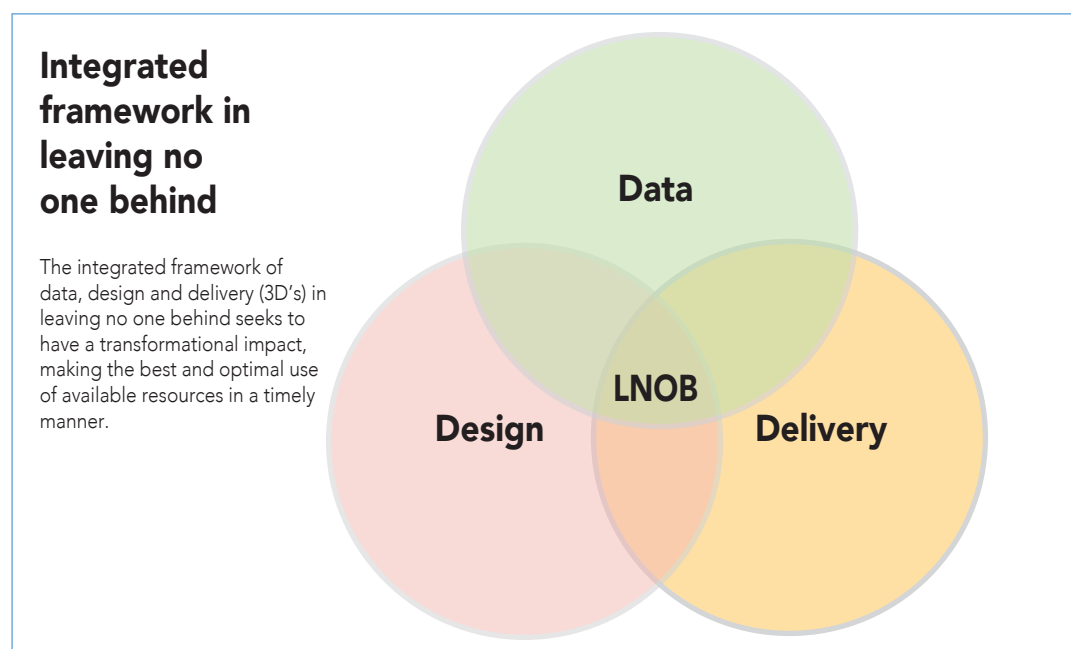 Integrated
framework in
leaving no
one behind
The integrated framework of
data, design and delivery (3D's) in
leaving no one behind seeks to
have a transformational impact,
making the best and optimal use
of available resources in a timely
manner.
Data
LNOB
Design
Delivery